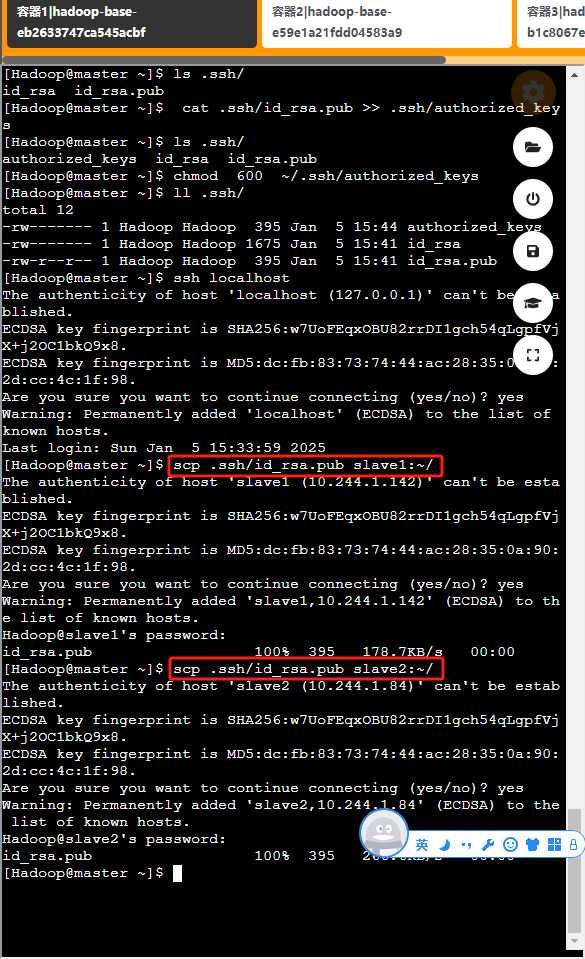 容器1|hadoop-base-
eb2633747ca545acbf
容器2|hadoop-base-
e59e1a21fdd04583a9
容器3|had
b1c8067e
[Hadoop@master ~]$ ls .ssh/
id_rsa  id_rsa.pub
[Hadoop@master ~]$  cat .ssh/id_rsa.pub >> .ssh/authorized_key
s
[Hadoop@master ~]$ ls .ssh/
authorized_keys  id_rsa  id_rsa.pub
[Hadoop@master ~]$ chmod  600  ~/.ssh/authorized_keys
[Hadoop@master ~]$ ll .ssh/
total 12
-rw------- 1 Hadoop Hadoop  395 Jan  5 15:44 authorized_keys
-rw------- 1 Hadoop Hadoop 1675 Jan  5 15:41 id_rsa
-rw-r--r-- 1 Hadoop Hadoop  395 Jan  5 15:41 id_rsa.pub
[Hadoop@master ~]$ ssh localhost
The authenticity of host 'localhost (127.0.0.1)' can't be
blished.
ECDSA key fingerprint is SHA256:w7UoFEqxOBU82rrDI1gch54qLgpfVj
X+j2OC1bkQ9x8.
ECDSA key fingerprint is MD5:dc:fb:83:73:74:44:ac:28:35:0
2d:cc:4c:1f:98.
Are you sure you want to continue connecting (yes/no)? yes
Warning: Permanently added 'localhost' (ECDSA) to the list of
known hosts.
Last login: Sun Jan  5 15:33:59 2025
[Hadoop@master ~]$ scp .ssh/id_rsa.pub slave1:~/
The authenticity of host 'slave1 (10.244.1.142)' can't be esta
blished.
ECDSA key fingerprint is SHA256:w7UoFEqxOBU82rrDI1gch54qLgpfVj
X+j2OC1bkQ9x8.
ECDSA key fingerprint is MD5:dc:fb:83:73:74:44:ac:28:35:0a:90:
2d:cc:4c:1f:98.
Are you sure you want to continue connecting (yes/no)? yes
Warning: Permanently added 'slave1,10.244.1.142' (ECDSA) to th
e list of known hosts.
Hadoop@slave1's password:
id_rsa.pub                  100%  395   178.7KB/s   00:00
[Hadoop@master ~]$ scp .ssh/id_rsa.pub slave2:~/
The authenticity of host 'slave2 (10.244.1.84)' can't be estab
lished.
ECDSA key fingerprint is SHA256:w7UoFEqxOBU82rrDI1gch54qLgpfVj
X+j2OC1bkQ9x8.
ECDSA key fingerprint is MD5:dc:fb:83:73:74:44:ac:28:35:0a:90:
2d:cc:4c:1f:98.
Are you sure you want to continue connecting (yes/no)? yes
Warning: Permanently added 'slave2,10.244.1.84' (ECDSA) to the
 list of known hosts.
Hadoop@slave2's password:
英
id_rsa.pub                  100%  395
[Hadoop@master ~]$